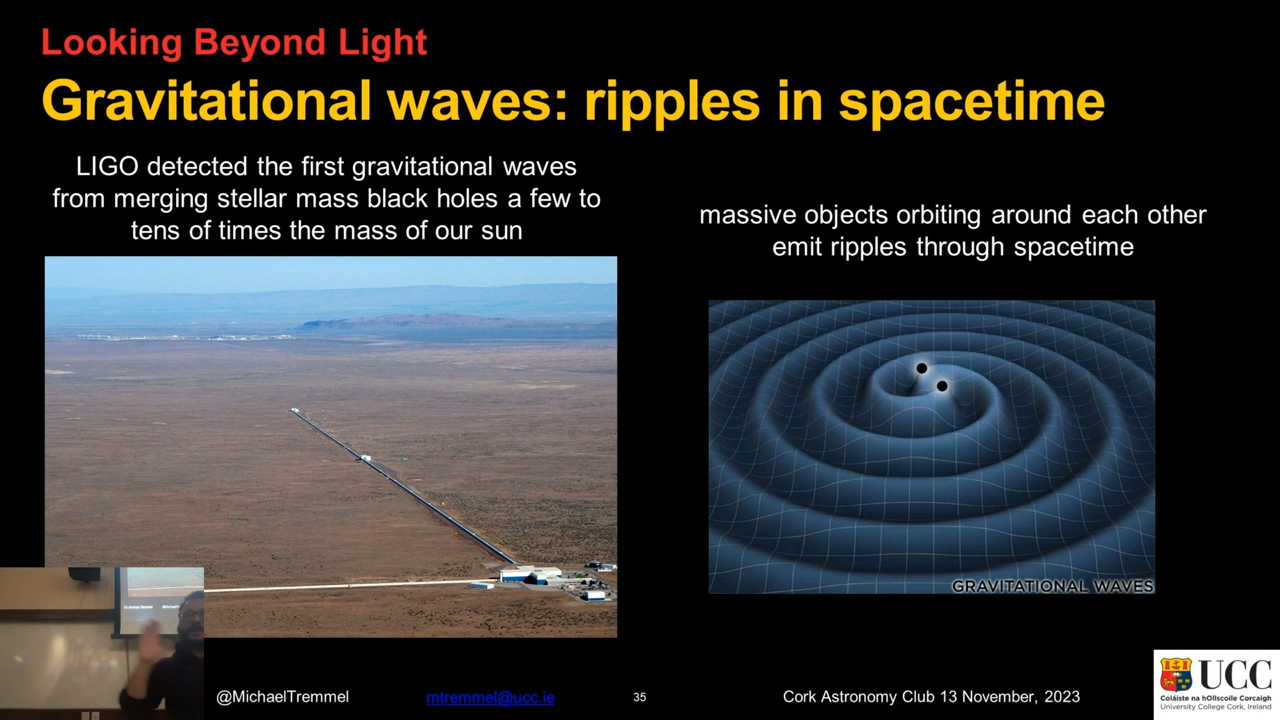 Looking Beyond Light
Gravitational waves: ripples in spacetime
LIGO detected the first gravitational waves
from merging stellar mass black holes a few to
tens of times the mass of our sun
massive objects orbiting around each other
emit ripples through spacetime
GRAVITATIONAL WAVES
@MichaelTremmel
mtremmel@ucc.ie
35
Cork Astronomy Club 13 November, 2023
UCC
Coláiste na hOllscoile Corcaigh
University College Cork, Ireland